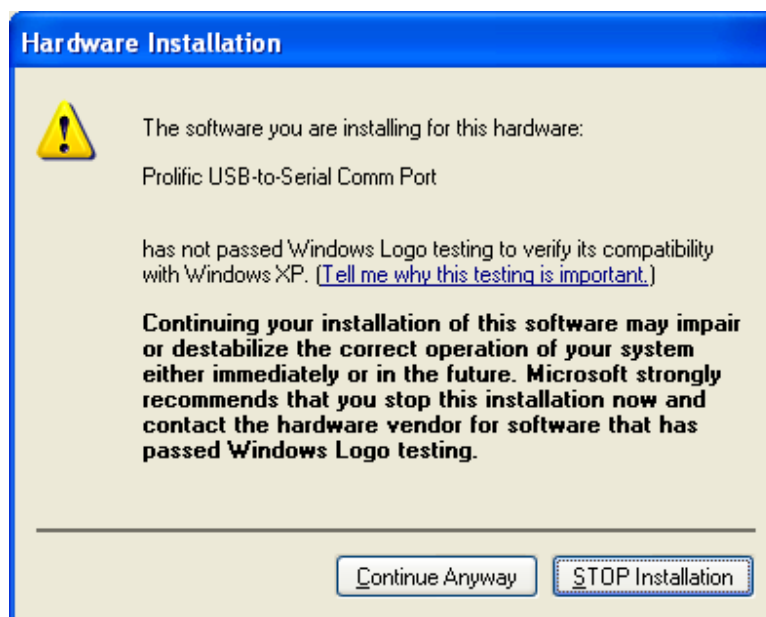 Hardware Installation
The software you are installing for this hardware:
Prolific USB-to-Serial Comm Port
has not passed Windows Logo testing to verify its compatibility
with Windows XP. (Tell me why this testing is important.)
Continuing your installation of this software may impair
or destabilize the correct operation of your system
either immediately or in the future. Microsoft strongly
recommends that you stop this installation now and
contact the hardware vendor for software that has
passed Windows Logo testing.
Continue Anyway
STOP Installation